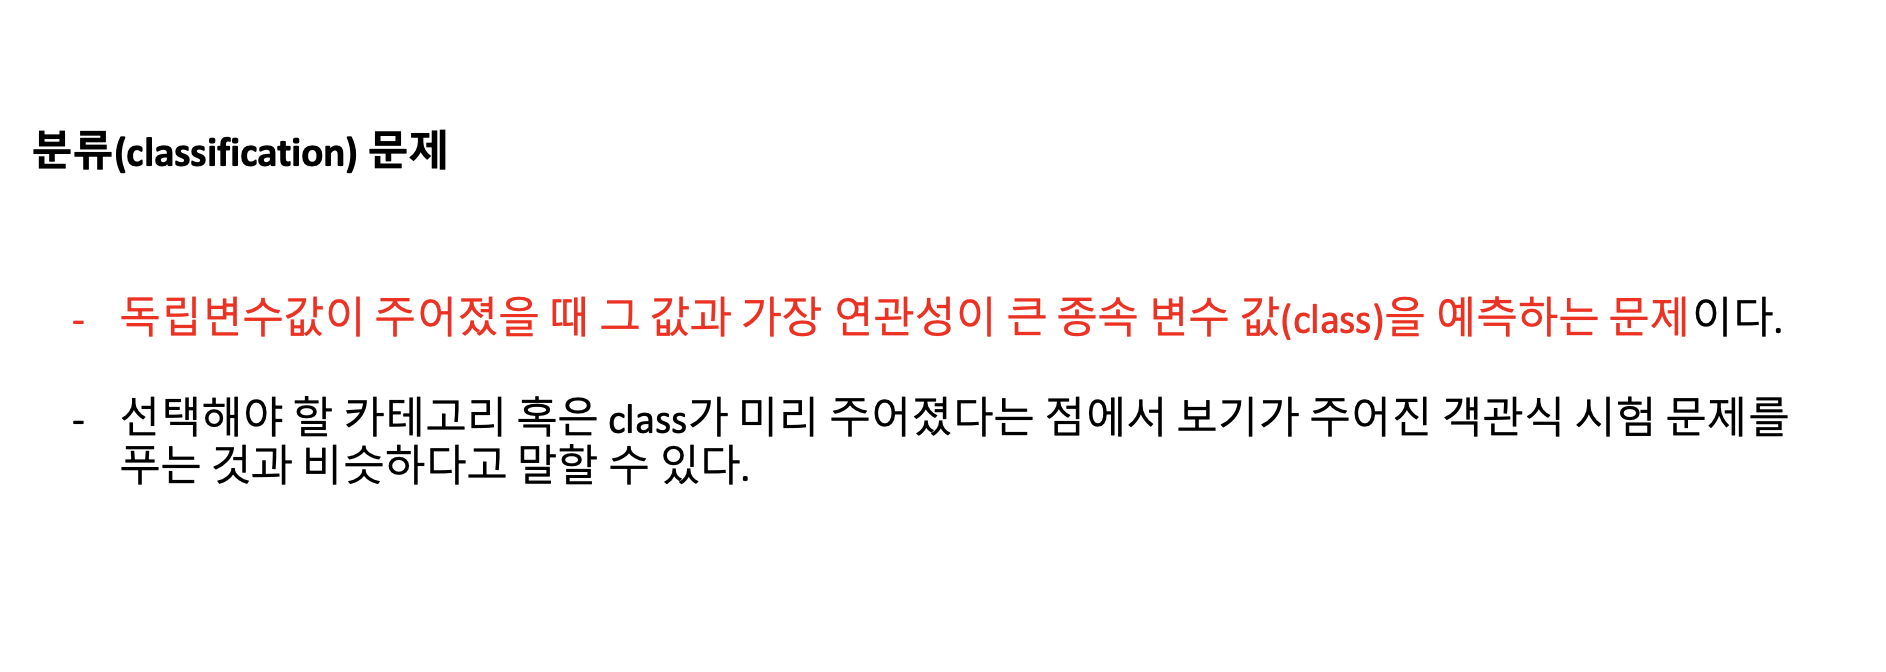 분류(classification) 문제
- 독립변수값이 주어졌을 때 그 값과 가장 연관성이 큰 종속 변수 값(class)을 예측하는 문제이다.
- 선택해야 할 카테고리 혹은 class가 미리 주어졌다는 점에서 보기가 주어진 객관식 시험 문제를
푸는 것과 비슷하다고 말할 수 있다.